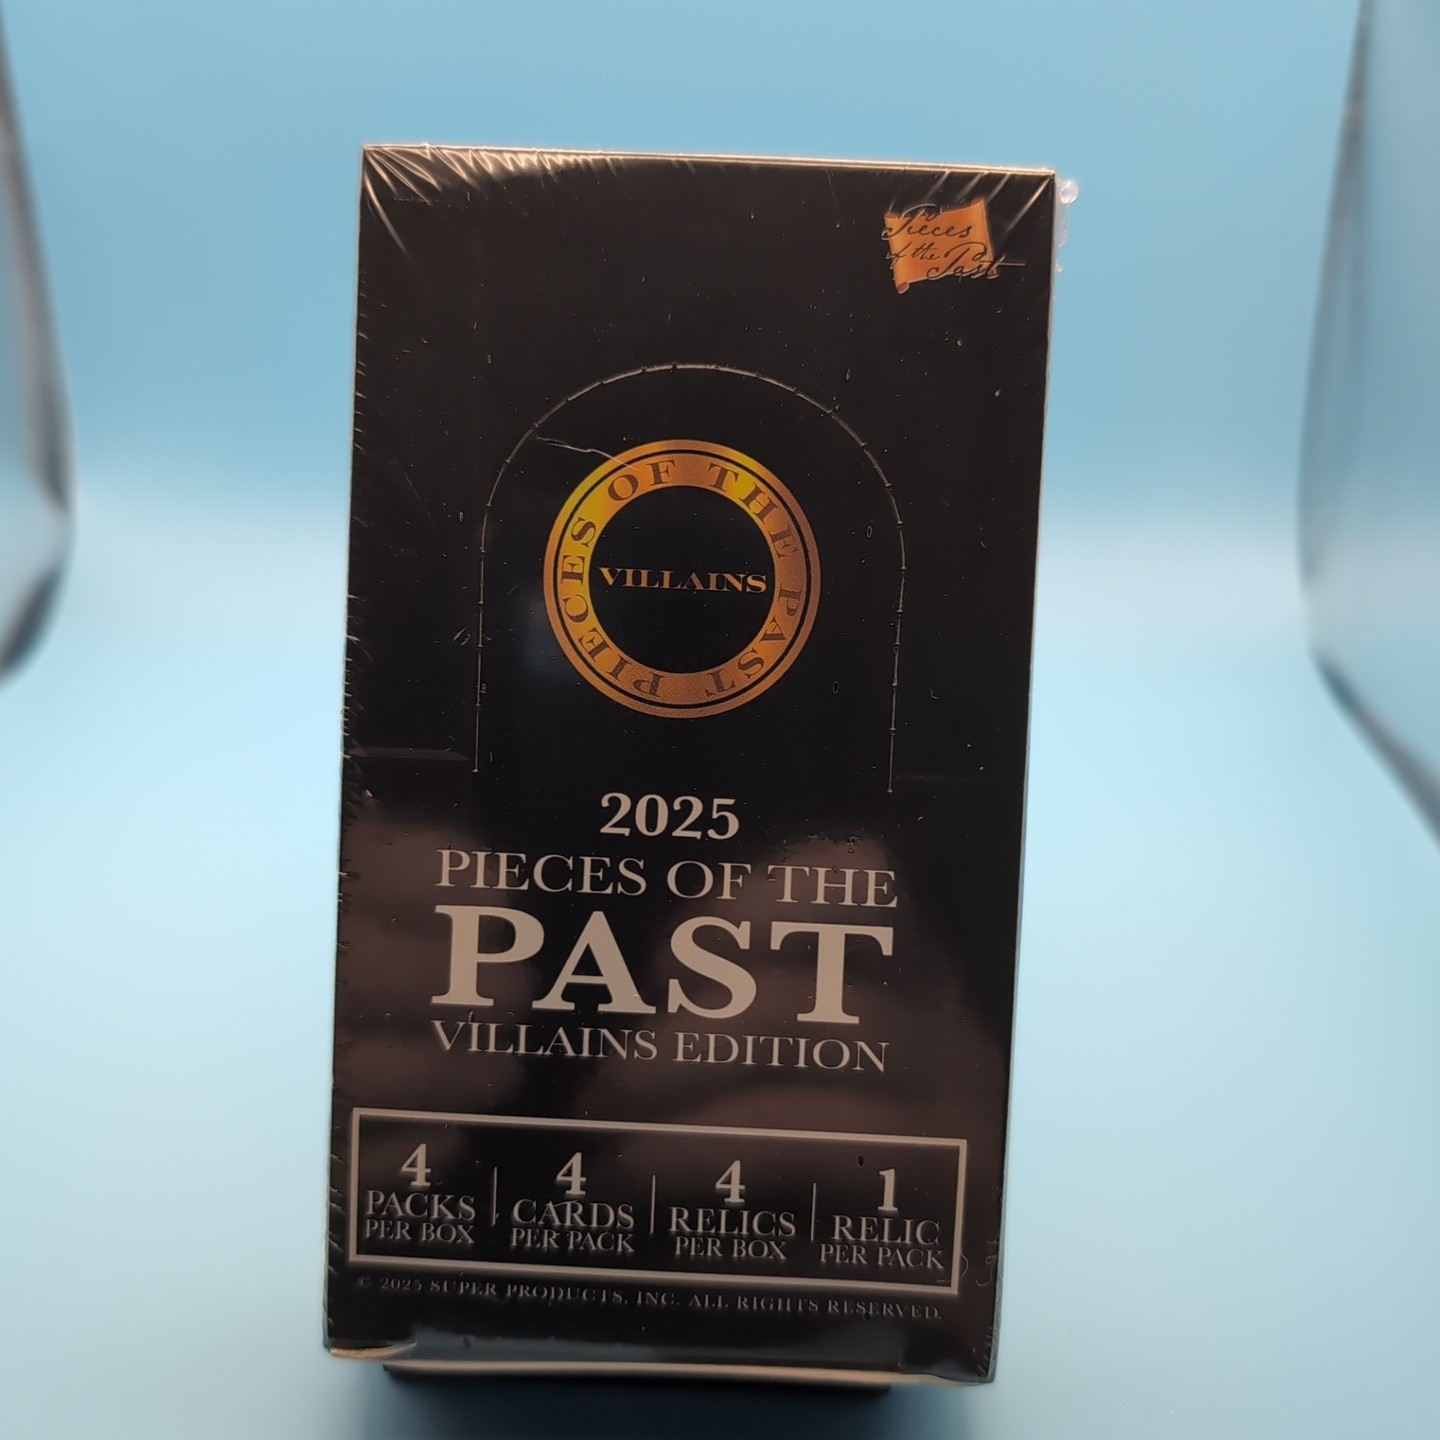 Pieces
of the
Past
PIECES OF THE PAST
VILLAINS
2025
PIECES OF THE
PAST
VILLAINS EDITION
4
PACKS
PER BOX
4
CARDS
PER PACK
4
RELICS
PER BOX
1
RELIC
PER PACK
© 2025 SUPER PRODUCTS, INC. ALL RIGHTS RESERVED.